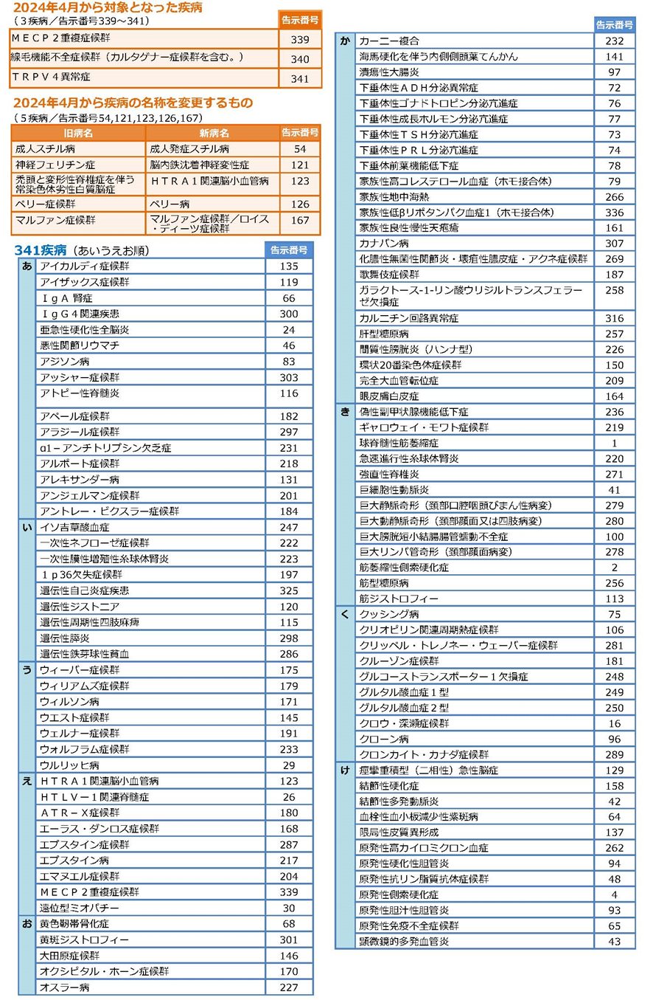 2024年4月から対象となった疾病
（３疾病／告示番号339～341）
告示番号
ＭＥＣＰ２重複症候群 339
線毛機能不全症候群（カルタゲナー症候群を含む。） 340
ＴＲＰＶ４異常症 341
2024年4月から疾病の名称を変更するもの
（５疾病／告示番号54,121,123,126,167）
旧病名 新病名 告示番号
成人スチル病 成人発症スチル病 54
神経フェリチン症 脳内鉄沈着神経変性症 121
禿頭と変形性脊椎症を伴う
常染色体劣性白質脳症 ＨＴＲＡ１関連脳小血管病 123
ペリー症候群 ペリー病 126
マルファン症候群 マルファン症候群／ロイス
・ディーツ症候群 167
341疾病（あいうえお順）
告示番号
あ アイカルディ症候群 135
アイザックス症候群 119
ＩｇＡ 腎症 66
ＩｇＧ４関連疾患 300
亜急性硬化性全脳炎 24
悪性関節リウマチ 46
アジソン病 83
アッシャー症候群 303
アトピー性脊髄炎 116
アペール症候群 182
アラジール症候群 297
α1－アンチトリプシン欠乏症 231
アルポート症候群 218
アレキサンダー病 131
アンジェルマン症候群 201
アントレー・ビクスラー症候群 184
い イソ吉草酸血症 247
一次性ネフローゼ症候群 222
一次性膜性増殖性糸球体腎炎 223
１ｐ36欠失症候群 197
遺伝性自己炎症疾患 325
遺伝性ジストニア 120
遺伝性周期性四肢麻痺 115
遺伝性膵炎 298
遺伝性鉄芽球性貧血 286
う ウィーバー症候群 175
ウィリアムズ症候群 179
ウィルソン病 171
ウエスト症候群 145
ウェルナー症候群 191
ウォルフラム症候群 233
ウルリッヒ病 29
え ＨＴＲＡ１関連脳小血管病 123
ＨＴＬＶー１関連脊髄症 26
ＡＴＲ－Ｘ症候群 180
エーラス・ダンロス症候群 168
エプスタイン症候群 287
エプスタイン病 217
エマヌエル症候群 204
ＭＥＣＰ２重複症候群 339
遠位型ミオパチー 30
お 黄色靭帯骨化症 68
黄斑ジストロフィー 301
大田原症候群 146
オクシピタル・ホーン症候群 170
オスラー病 227
告示番号
か カーニー複合 232
海馬硬化を伴う内側側頭葉てんかん 141
潰瘍性大腸炎 97
下垂体性ＡＤＨ分泌異常症 72
下垂体性ゴナドトロピン分泌亢進症 76
下垂体性成長ホルモン分泌亢進症 77
下垂体性ＴＳＨ分泌亢進症 73
下垂体性ＰＲＬ分泌亢進症 74
下垂体前葉機能低下症 78
家族性高コレステロール血症（ホモ接合体） 79
家族性地中海熱 266
家族性低βリポタンパク血症1（ホモ接合体） 336
家族性良性慢性天疱瘡 161
カナバン病 307
化膿性無菌性関節炎・壊疽性膿皮症・アクネ症候群 269
歌舞伎症候群 187
ガラクトース-1-リン酸ウリジルトランスフェラー
ゼ欠損症 258
カルニチン回路異常症 316
肝型糖原病 257
間質性膀胱炎（ハンナ型） 226
環状20番染色体症候群 150
完全大血管転位症 209
眼皮膚白皮症 164
き 偽性副甲状腺機能低下症 236
ギャロウェイ・モワト症候群 219
球脊髄性筋萎縮症 1
急速進行性糸球体腎炎 220
強直性脊椎炎 271
巨細胞性動脈炎 41
巨大静脈奇形（頚部口腔咽頭びまん性病変） 279
巨大動静脈奇形（頚部顔面又は四肢病変） 280
巨大膀胱短小結腸腸管蠕動不全症 100
巨大リンパ管奇形（頚部顔面病変） 278
筋萎縮性側索硬化症 2
筋型糖原病 256
筋ジストロフィー 113
く クッシング病 75
クリオピリン関連周期熱症候群 106
クリッペル・トレノネー・ウェーバー症候群 281
クルーゾン症候群 181
グルコーストランスポーター１欠損症 248
グルタル酸血症１型 249
グルタル酸血症２型 250
クロウ・深瀬症候群 16
クローン病 96
クロンカイト・カナダ症候群 289
け 痙攣重積型（二相性）急性脳症 129
結節性硬化症 158
結節性多発動脈炎 42
血栓性血小板減少性紫斑病 64
限局性皮質異形成 137
原発性高カイロミクロン血症 262
原発性硬化性胆管炎 94
原発性抗リン脂質抗体症候群 48
原発性側索硬化症 4
原発性胆汁性胆管炎 93
原発性免疫不全症候群 65
顕微鏡的多発血管炎 43